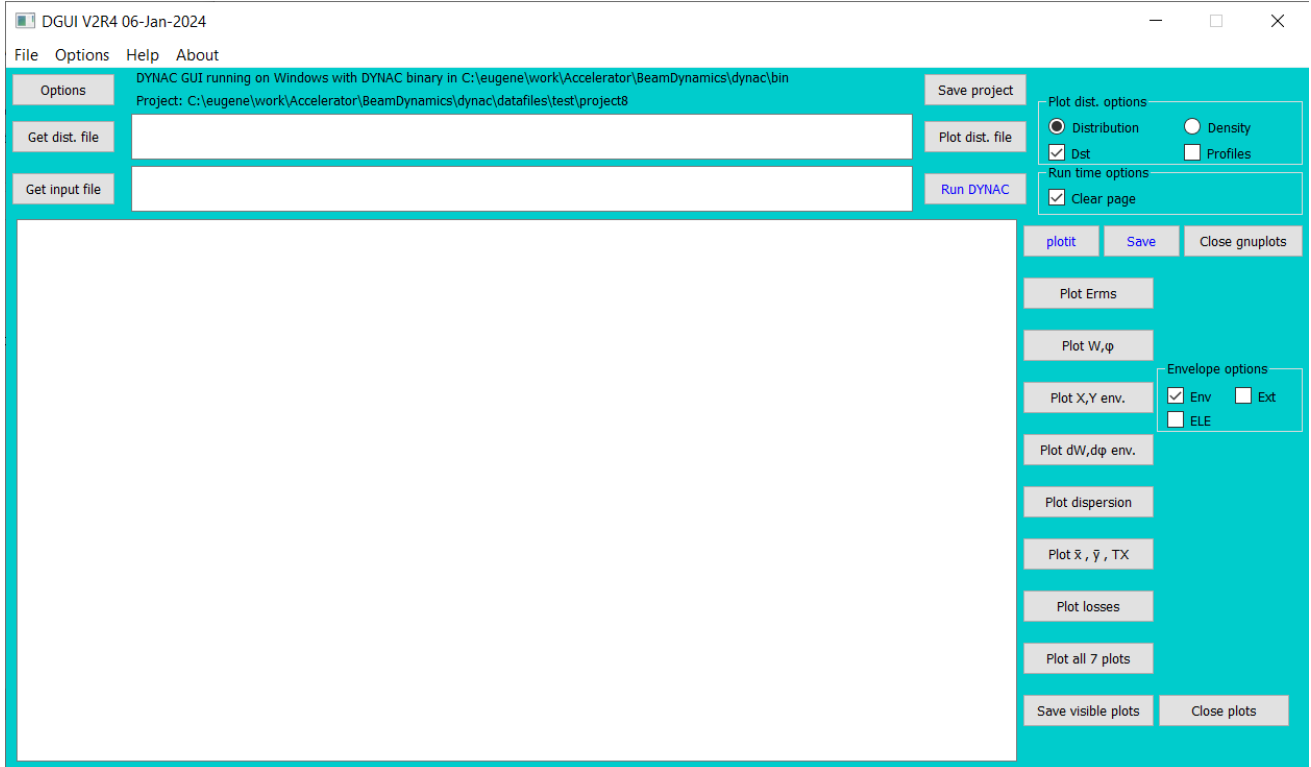 DGUI V2R4 06-Jan-2024
File Options Help About
Options
DYNAC GUI running on Windows with DYNAC binary in C:\eugene\work\Accelerator\BeamDynamics\dynac\bin
Project: C:\eugene\work\Accelerator\BeamDynamics\dynac\datafiles\test\project8
Save project
Plot dist. options
Get dist. file
Plot dist. file
Distribution Density
Dst Profiles
Get input file
Run DYNAC
Run time options
Clear page
plotit Save Close gnuplots
Plot Erms
Plot W,φ
Envelope options
Plot X,Y env.
Env Ext
ELE
Plot dW,dφ env.
Plot dispersion
Plot x̄ , ȳ , TX
Plot losses
Plot all 7 plots
Save visible plots Close plots